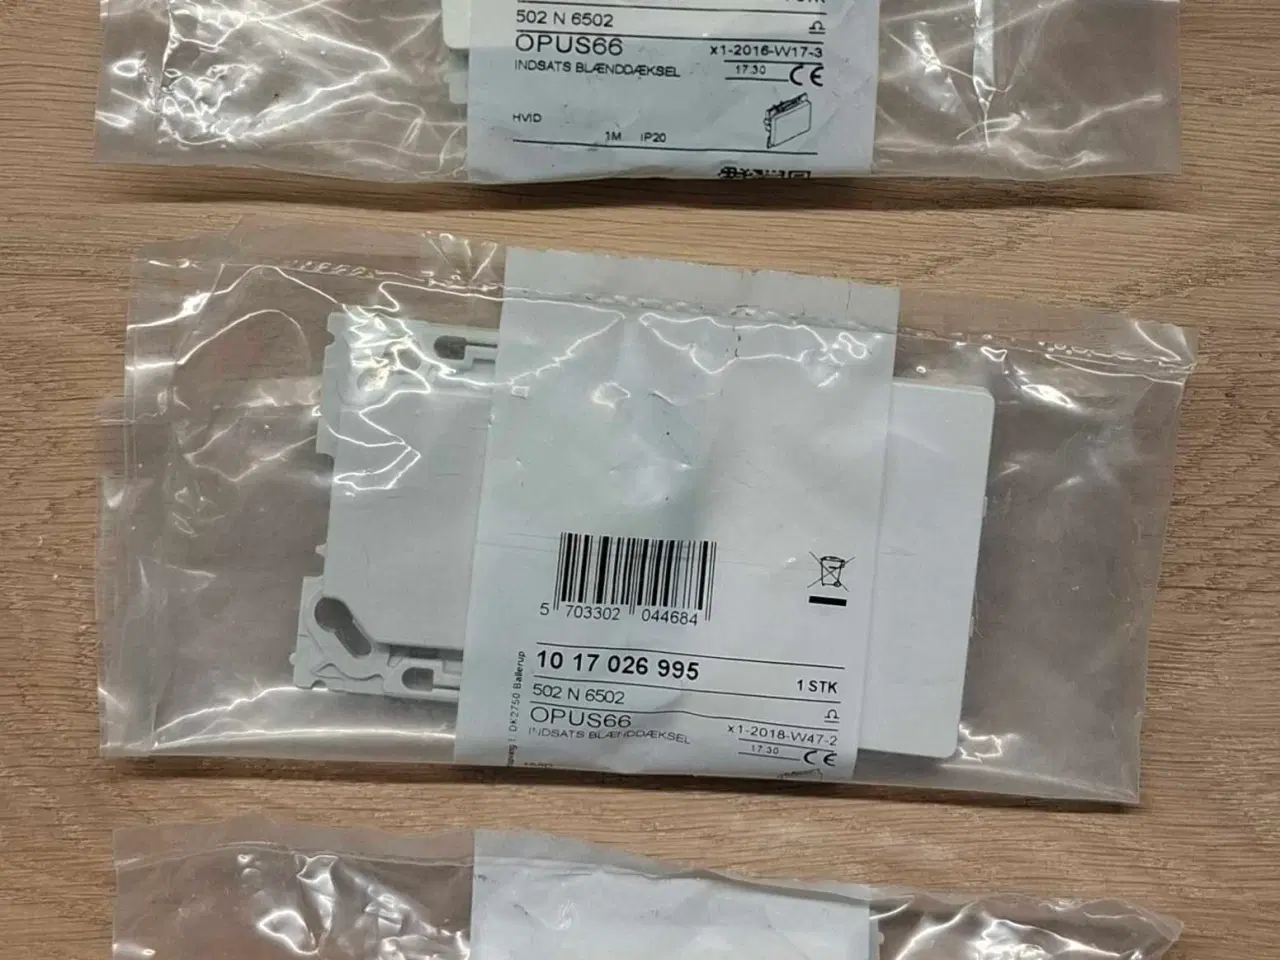 502 N 6502
OPUS66
x1-2016-W17-3
INDSATS BLÆNDDÆKSEL
17.30
CE
HVID
1M IP20
5 703302 044684
10 17 026 995
1 STK
502 N 6502
OPUS66
x1-2018-W47-2
INDSATS BLÆNDDÆKSEL
17.30
CE
DK2750 Ballerup